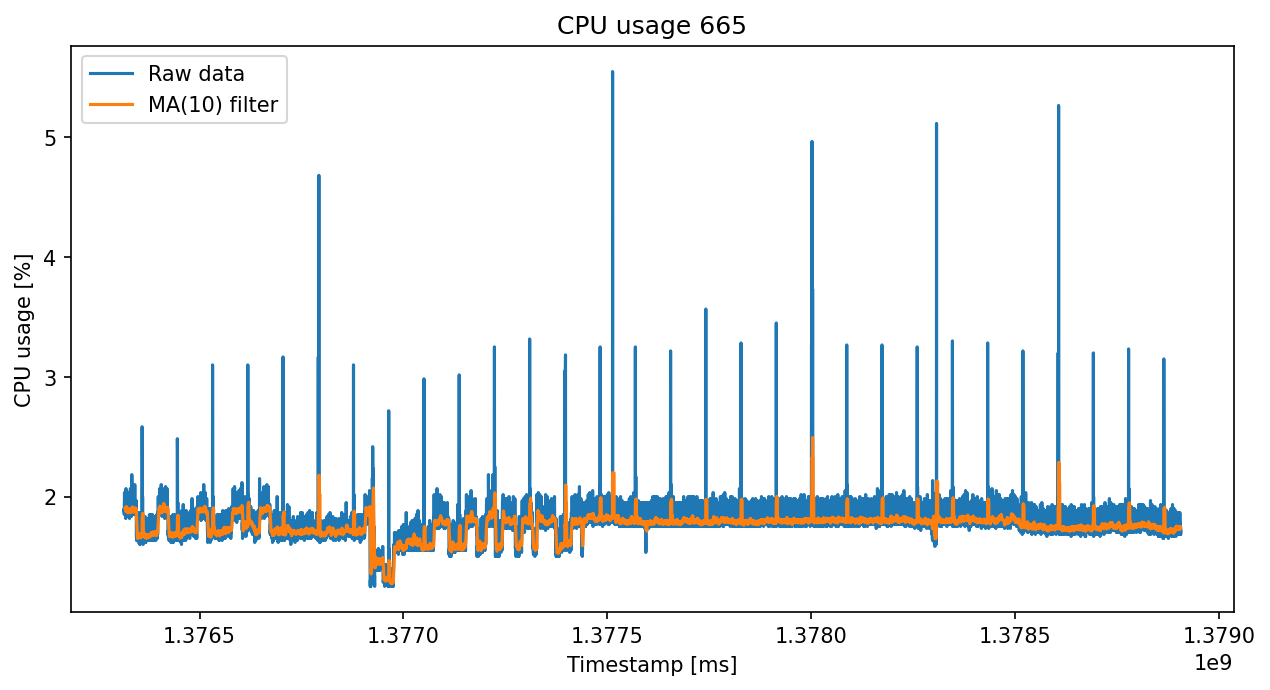 CPU usage 665
Raw data
MA(10) filter
CPU usage [%]
5
4
3
2
1.3765 1.3770 1.3775 1.3780 1.3785 1.3790
1e9
Timestamp [ms]